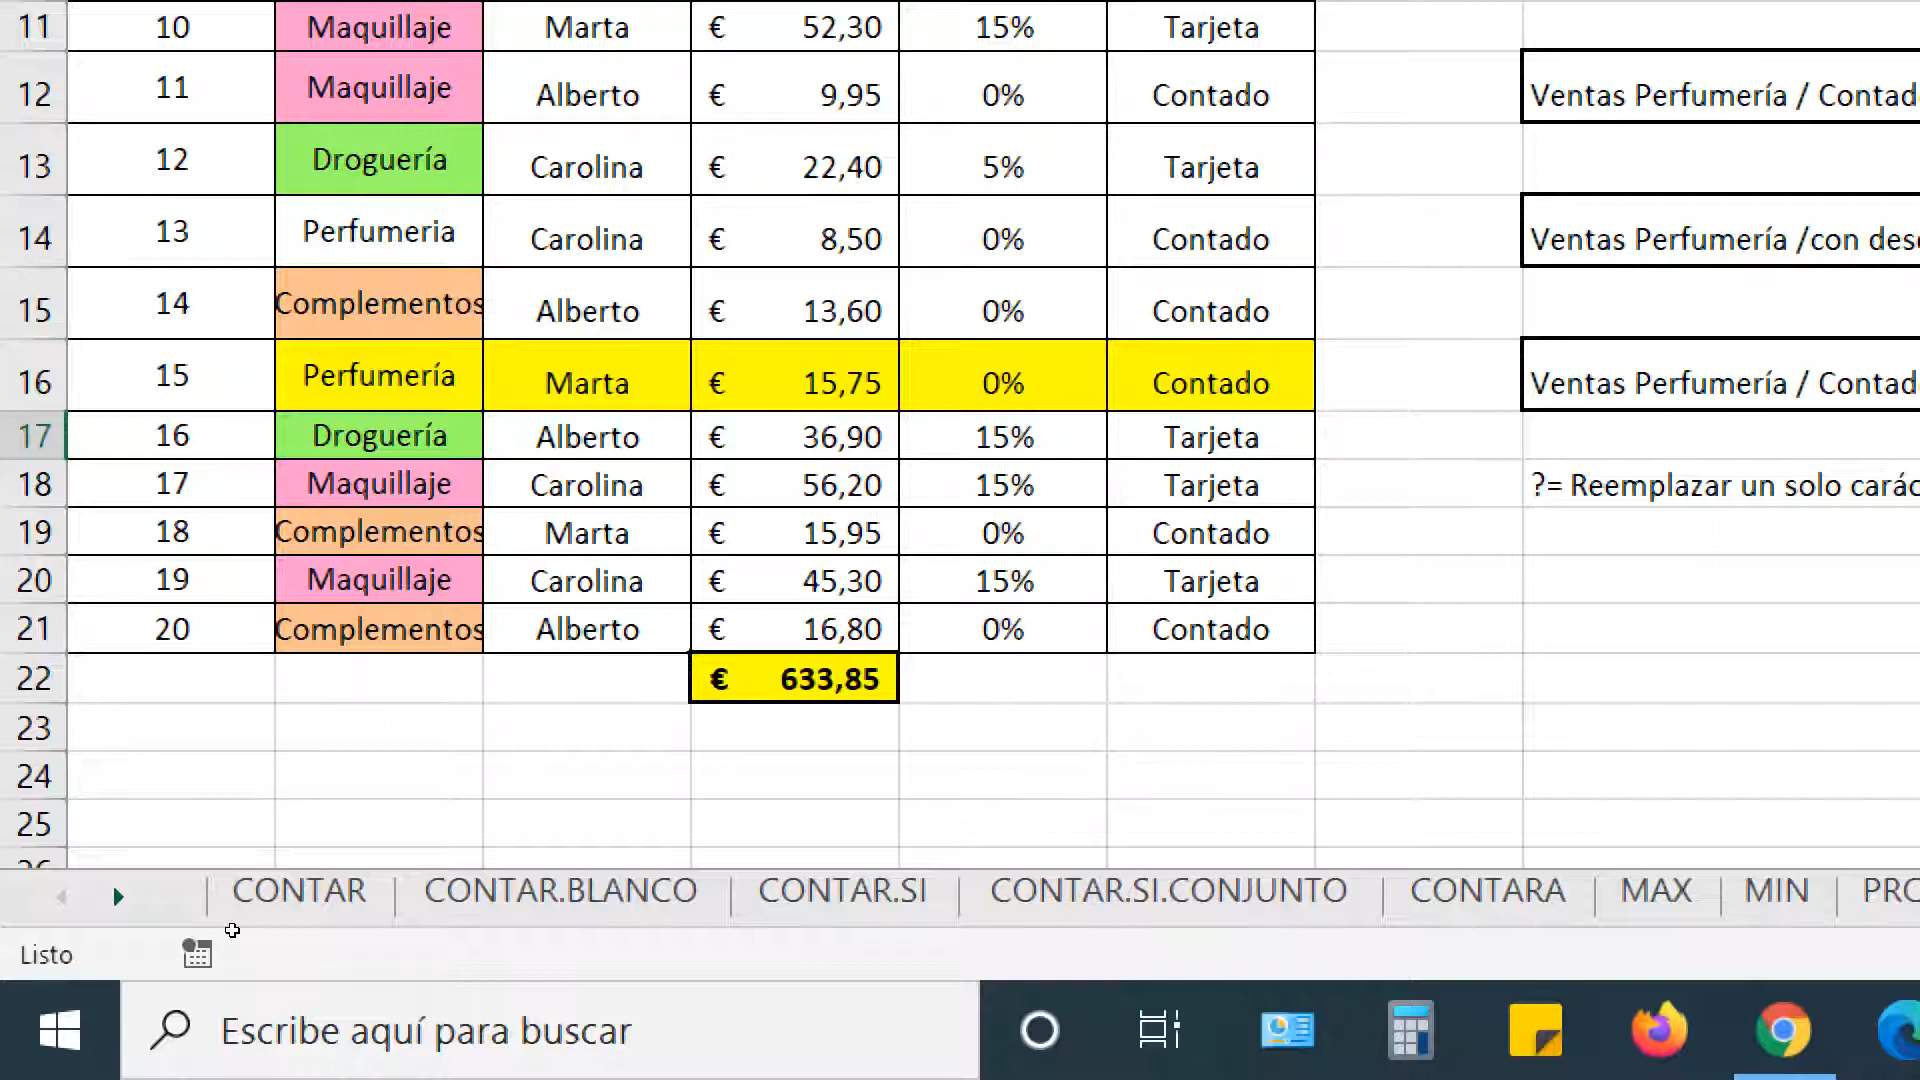 11 10 Maquillaje Marta € 52,30 15% Tarjeta
12 11 Maquillaje Alberto € 9,95 0% Contado Ventas Perfumería / Contad
13 12 Droguería Carolina € 22,40 5% Tarjeta
14 13 Perfumeria Carolina € 8,50 0% Contado Ventas Perfumería /con des
15 14 Complementos Alberto € 13,60 0% Contado
16 15 Perfumería Marta € 15,75 0% Contado Ventas Perfumería / Contad
17 16 Droguería Alberto € 36,90 15% Tarjeta
18 17 Maquillaje Carolina € 56,20 15% Tarjeta ?= Reemplazar un solo carác
19 18 Complementos Marta € 15,95 0% Contado
20 19 Maquillaje Carolina € 45,30 15% Tarjeta
21 20 Complementos Alberto € 16,80 0% Contado
22 € 633,85
23
24
25
CONTAR CONTAR.BLANCO CONTAR.SI CONTAR.SI.CONJUNTO CONTARA MAX MIN PRO
Listo
Escribe aquí para buscar